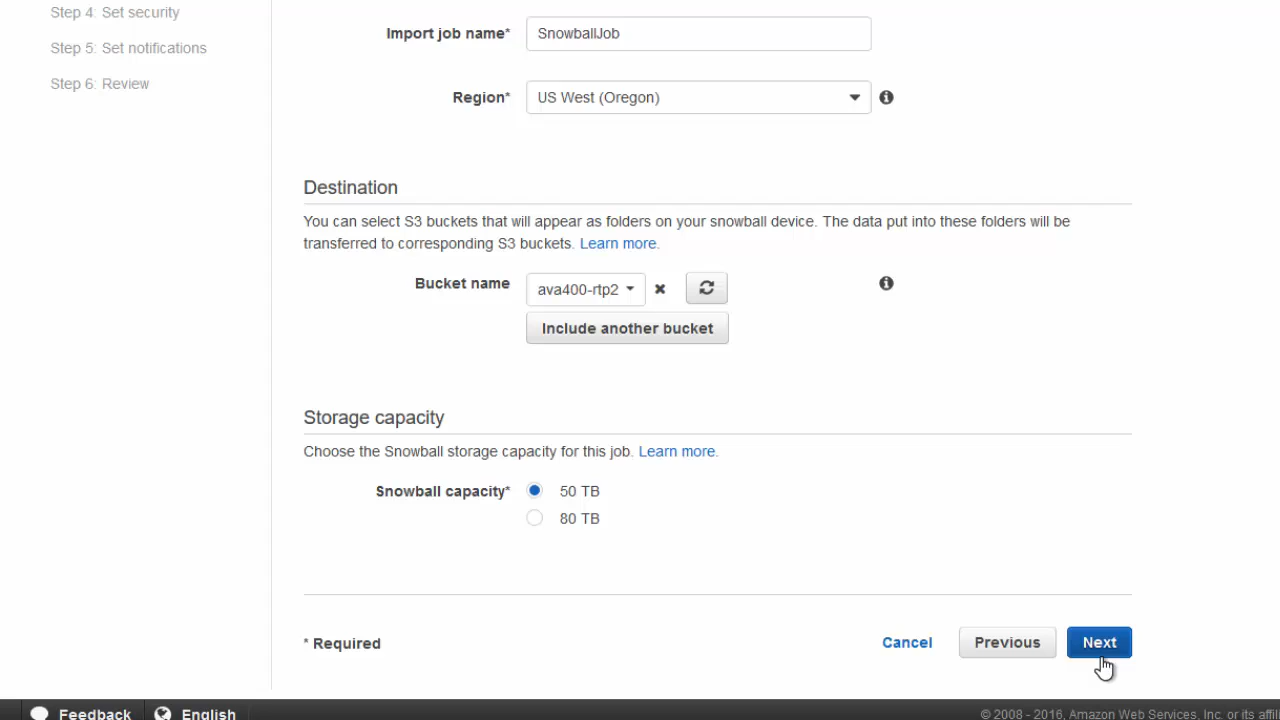 Step 4: Set security
Step 5: Set notifications
Step 6: Review
Import job name* SnowballJob
Region* US West (Oregon)
Destination
You can select S3 buckets that will appear as folders on your snowball device. The data put into these folders will be
transferred to corresponding S3 buckets. Learn more.
Bucket name ava400-rtp2
Include another bucket
Storage capacity
Choose the Snowball storage capacity for this job. Learn more.
Snowball capacity* 50 TB
80 TB
* Required Cancel Previous Next
Feedback English © 2008 - 2016, Amazon Web Services, Inc. or its affil